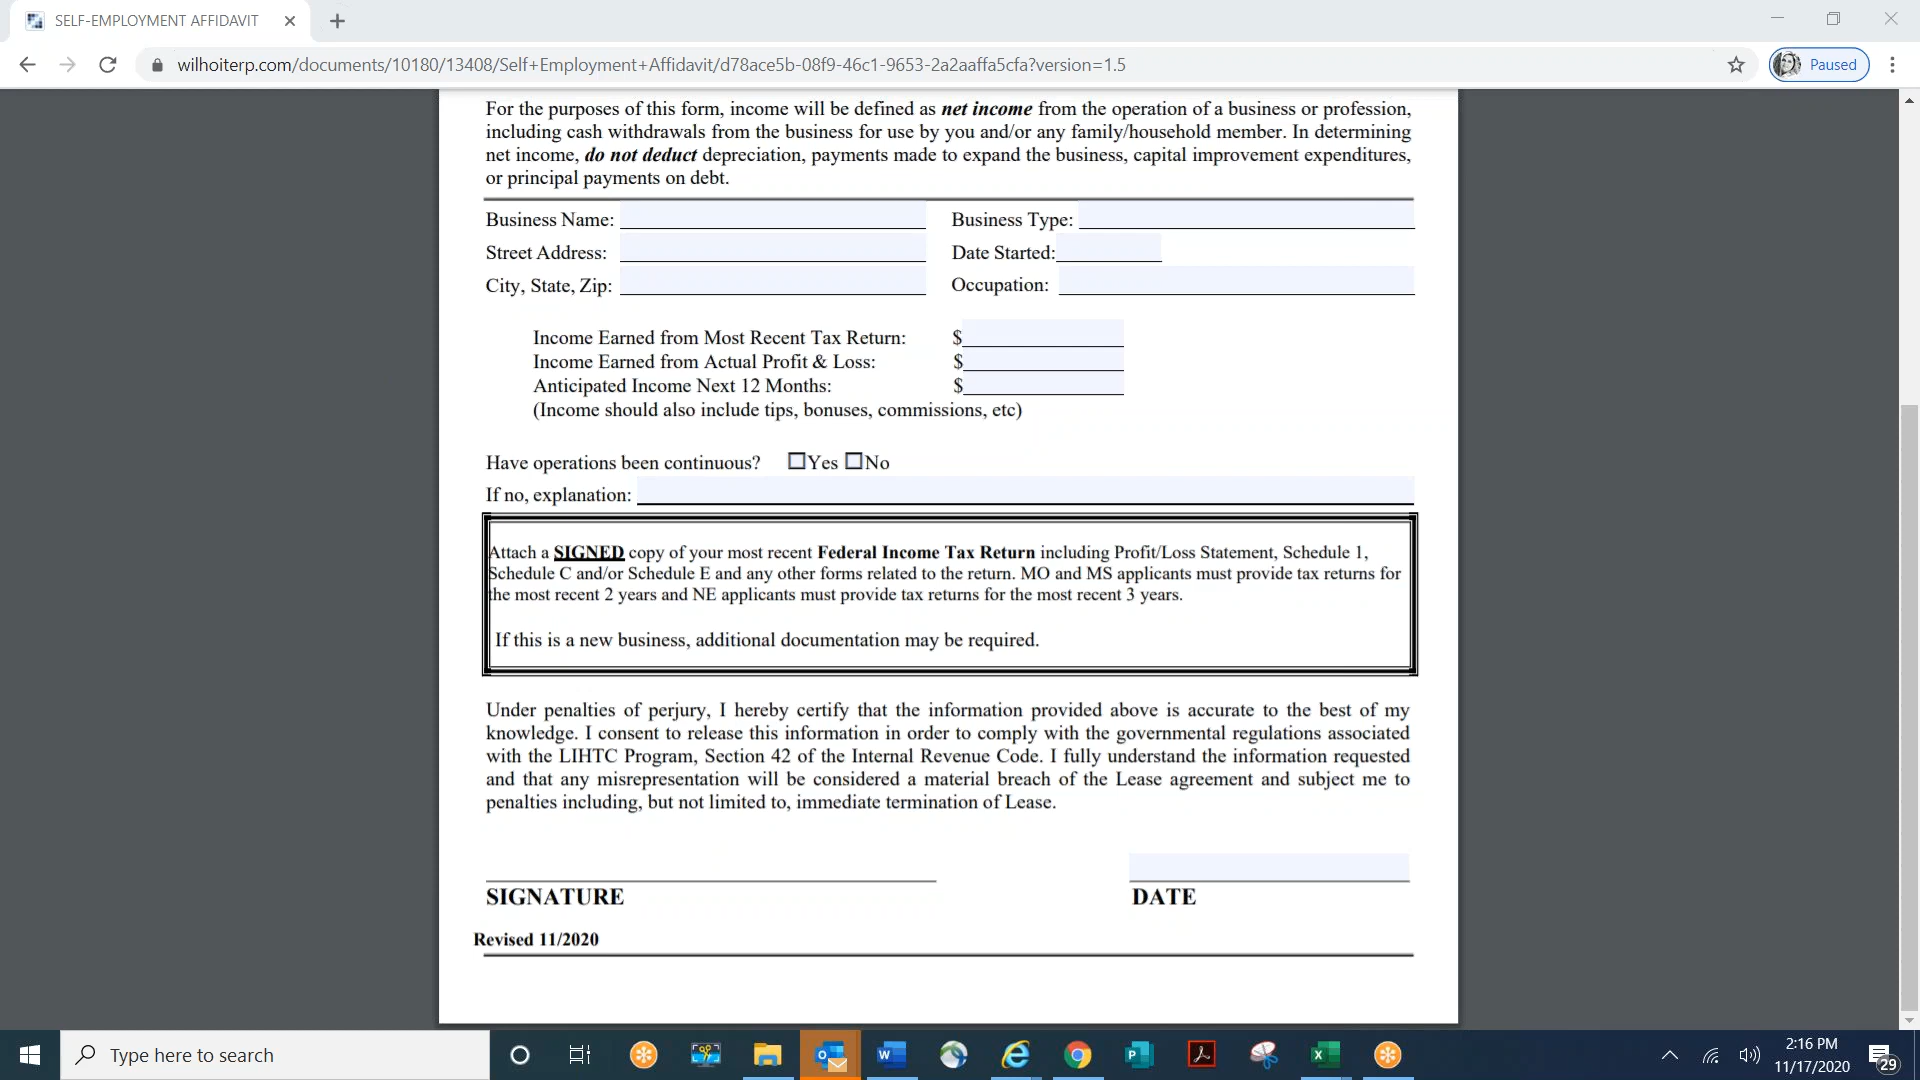 SELF-EMPLOYMENT AFFIDAVIT
wilhoiterp.com/documents/10180/13408/Self+Employment+Affidavit/d78ace5b-08f9-46c1-9653-2a2aaffa5cfa?version=1.5
Paused
For the purposes of this form, income will be defined as net income from the operation of a business or profession,
including cash withdrawals from the business for use by you and/or any family/household member. In determining
net income, do not deduct depreciation, payments made to expand the business, capital improvement expenditures,
or principal payments on debt.
Business Name: Business Type:
Street Address: Date Started:
City, State, Zip: Occupation:
Income Earned from Most Recent Tax Return: $
Income Earned from Actual Profit & Loss: $
Anticipated Income Next 12 Months: $
(Income should also include tips, bonuses, commissions, etc)
Have operations been continuous? Yes No
If no, explanation:
Attach a SIGNED copy of your most recent Federal Income Tax Return including Profit/Loss Statement, Schedule 1,
Schedule C and/or Schedule E and any other forms related to the return. MO and MS applicants must provide tax returns for
the most recent 2 years and NE applicants must provide tax returns for the most recent 3 years.
If this is a new business, additional documentation may be required.
Under penalties of perjury, I hereby certify that the information provided above is accurate to the best of my
knowledge. I consent to release this information in order to comply with the governmental regulations associated
with the LIHTC Program, Section 42 of the Internal Revenue Code. I fully understand the information requested
and that any misrepresentation will be considered a material breach of the Lease agreement and subject me to
penalties including, but not limited to, immediate termination of Lease.
SIGNATURE DATE
Revised 11/2020
Type here to search
2:16 PM
11/17/2020
29